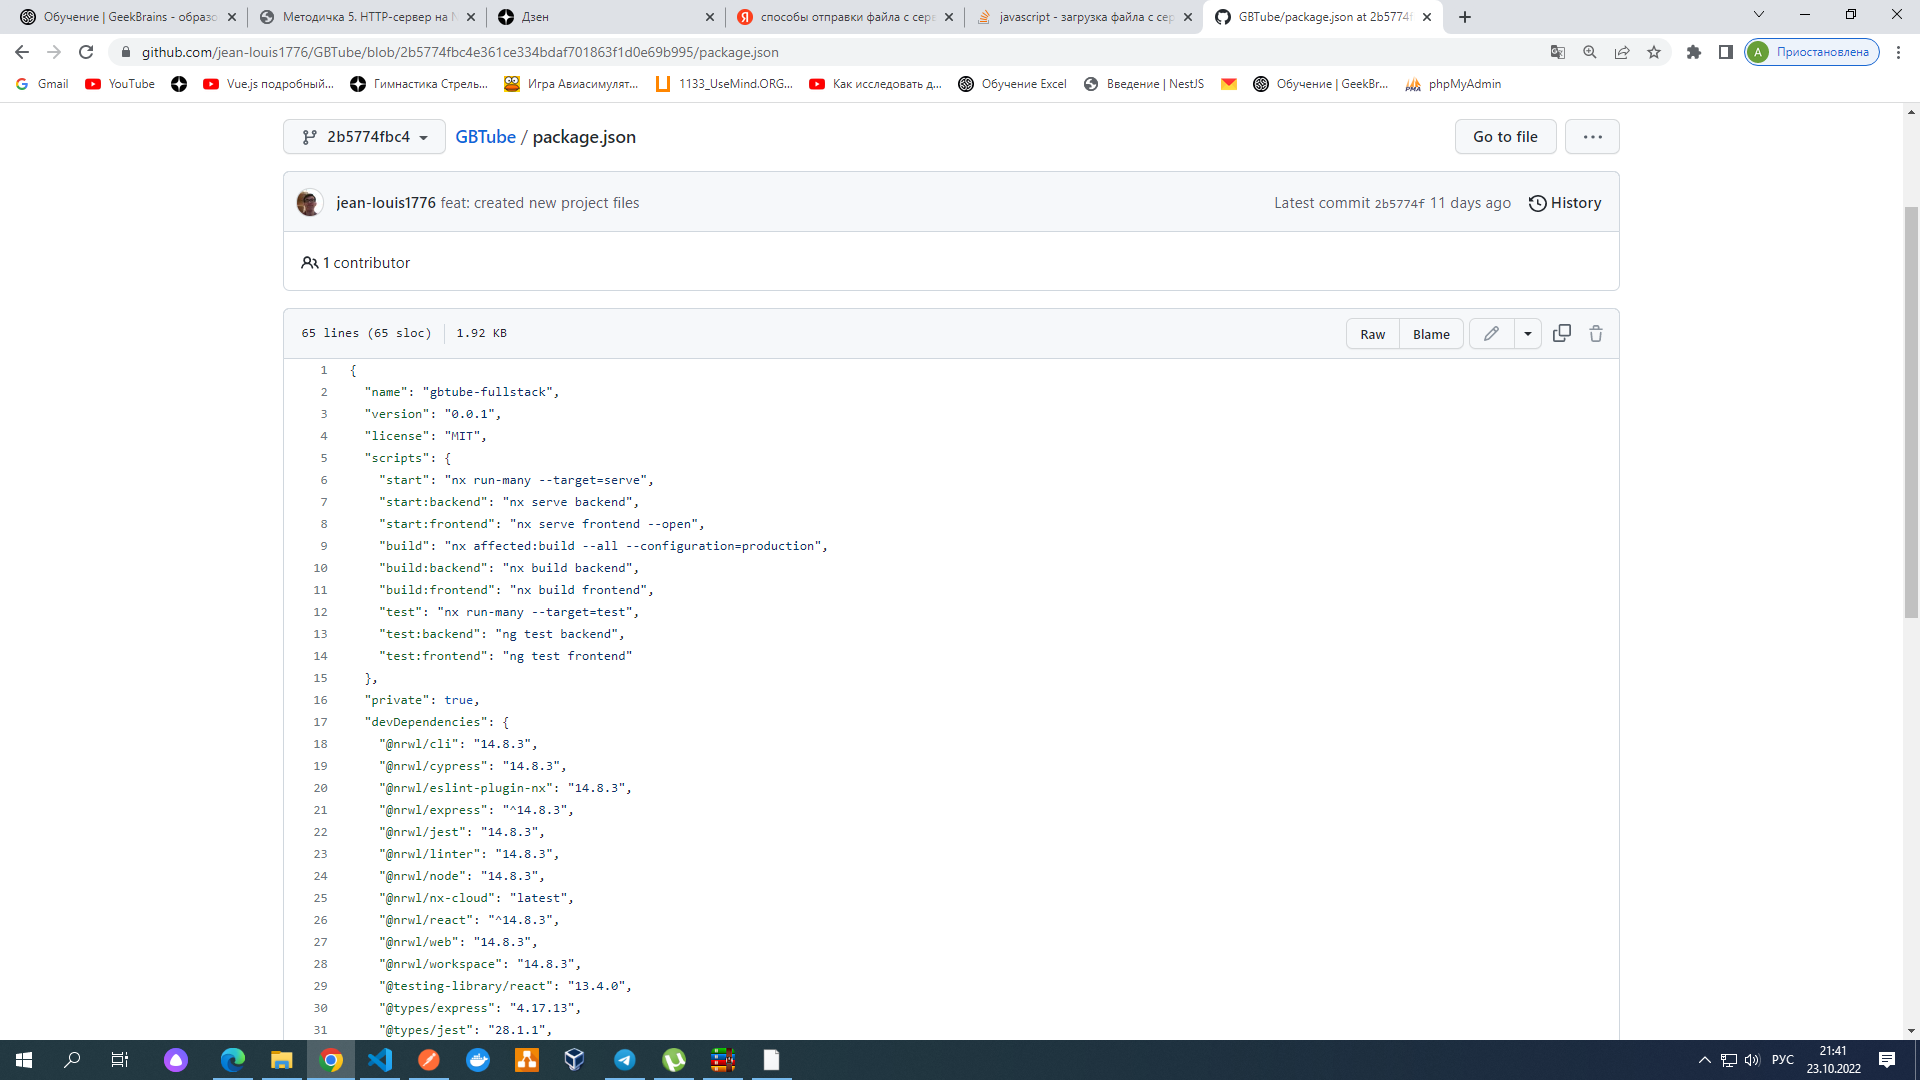 Обучение | GeekBrains - образо
Методичка 5. HTTP-сервер на N
Дзен
способы отправки файла с серв
javascript - загрузка файла с сер
GBTube/package.json at 2b5774f
github.com/jean-louis1776/GBTube/blob/2b5774fbc4e361ce334bdaf701863f1d0e69b995/package.json
А Приостановлена
Gmail
YouTube
Vue.js подробный...
Гимнастика Стрель...
Игра Авиасимулят...
1133_UseMind.ORG...
Как исследовать д...
Обучение Excel
Введение | NestJS
Обучение | GeekBr...
phpMyAdmin
2b5774fbc4
GBTube / package.json
Go to file
jean-louis1776 feat: created new project files
Latest commit 2b5774f 11 days ago
History
1 contributor
65 lines (65 sloc) 1.92 KB
Raw
Blame
1 {
2 "name": "gbtube-fullstack",
3 "version": "0.0.1",
4 "license": "MIT",
5 "scripts": {
6 "start": "nx run-many --target=serve",
7 "start:backend": "nx serve backend",
8 "start:frontend": "nx serve frontend --open",
9 "build": "nx affected:build --all --configuration=production",
10 "build:backend": "nx build backend",
11 "build:frontend": "nx build frontend",
12 "test": "nx run-many --target=test",
13 "test:backend": "ng test backend",
14 "test:frontend": "ng test frontend"
15 },
16 "private": true,
17 "devDependencies": {
18 "@nrwl/cli": "14.8.3",
19 "@nrwl/cypress": "14.8.3",
20 "@nrwl/eslint-plugin-nx": "14.8.3",
21 "@nrwl/express": "^14.8.3",
22 "@nrwl/jest": "14.8.3",
23 "@nrwl/linter": "14.8.3",
24 "@nrwl/node": "14.8.3",
25 "@nrwl/nx-cloud": "latest",
26 "@nrwl/react": "^14.8.3",
27 "@nrwl/web": "14.8.3",
28 "@nrwl/workspace": "14.8.3",
29 "@testing-library/react": "13.4.0",
30 "@types/express": "4.17.13",
31 "@types/jest": "28.1.1",
РУС
21:41
23.10.2022